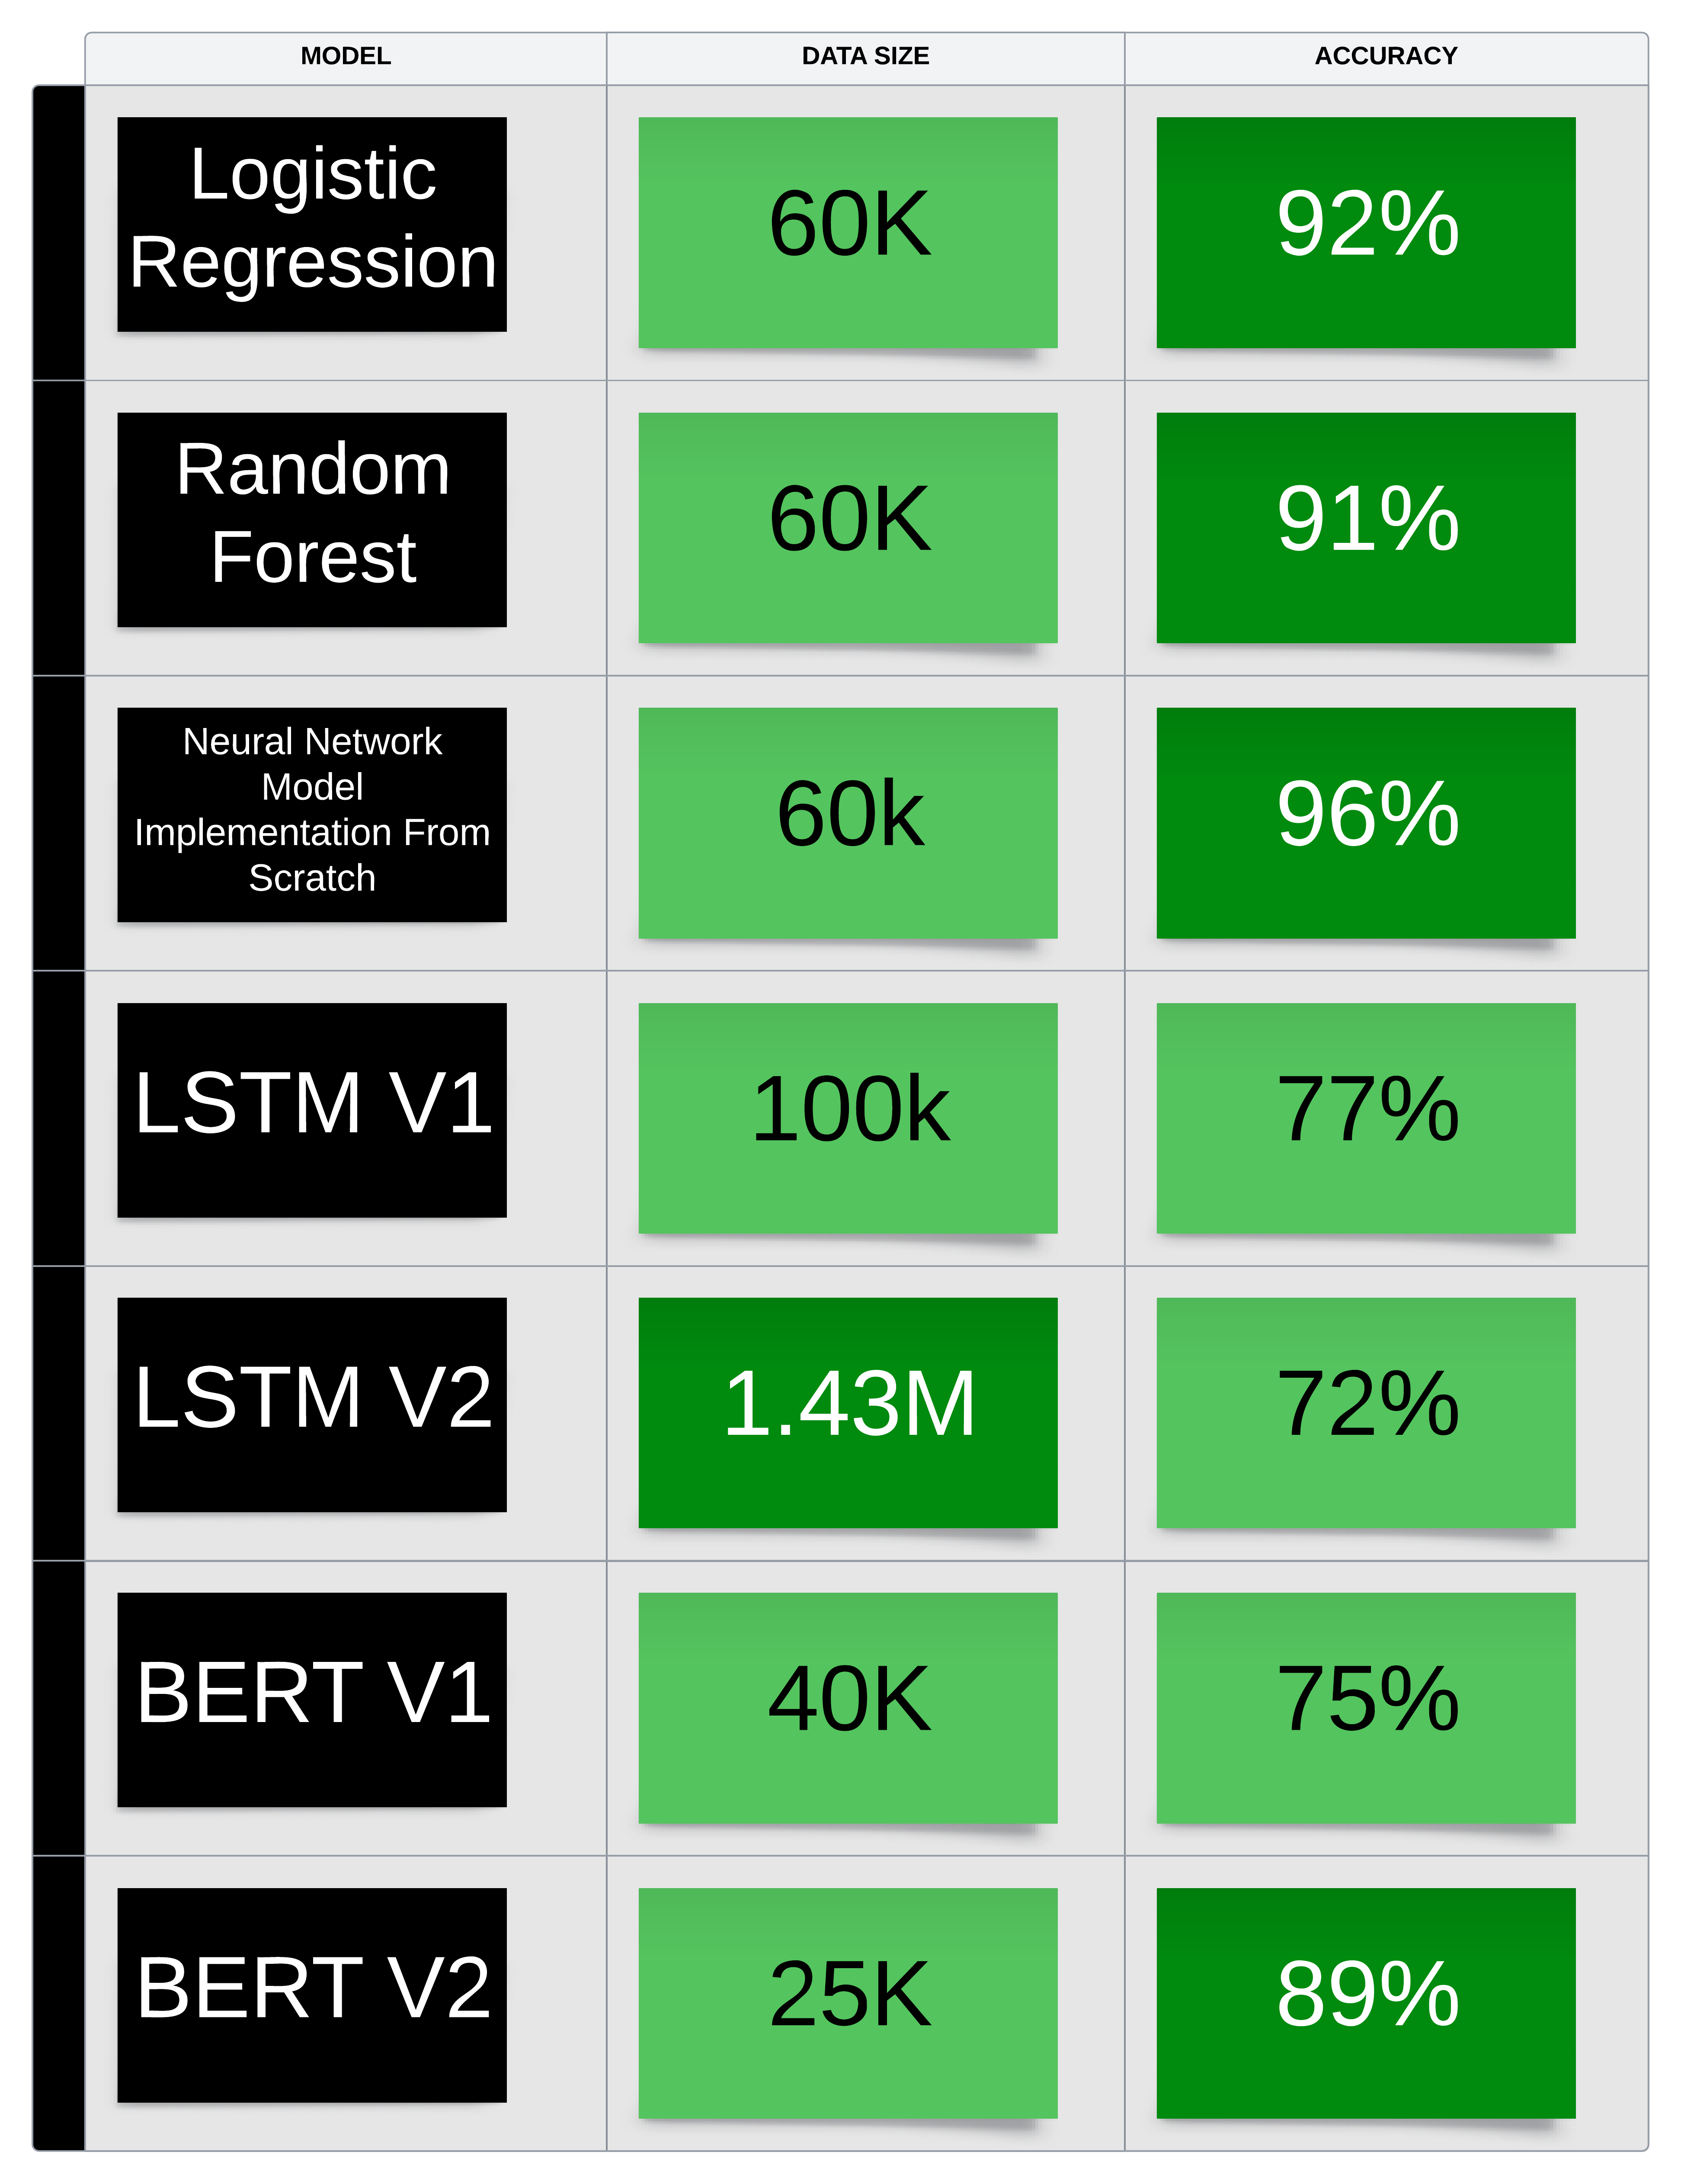 MODEL DATA SIZE ACCURACY
Logistic
Regression
60K
92%
Random
Forest
60K
91%
Neural Network
Model
Implementation From
Scratch
60k
96%
LSTM V1
100k
77%
LSTM V2
1.43M
72%
BERT V1
40K
75%
BERT V2
25K
89%